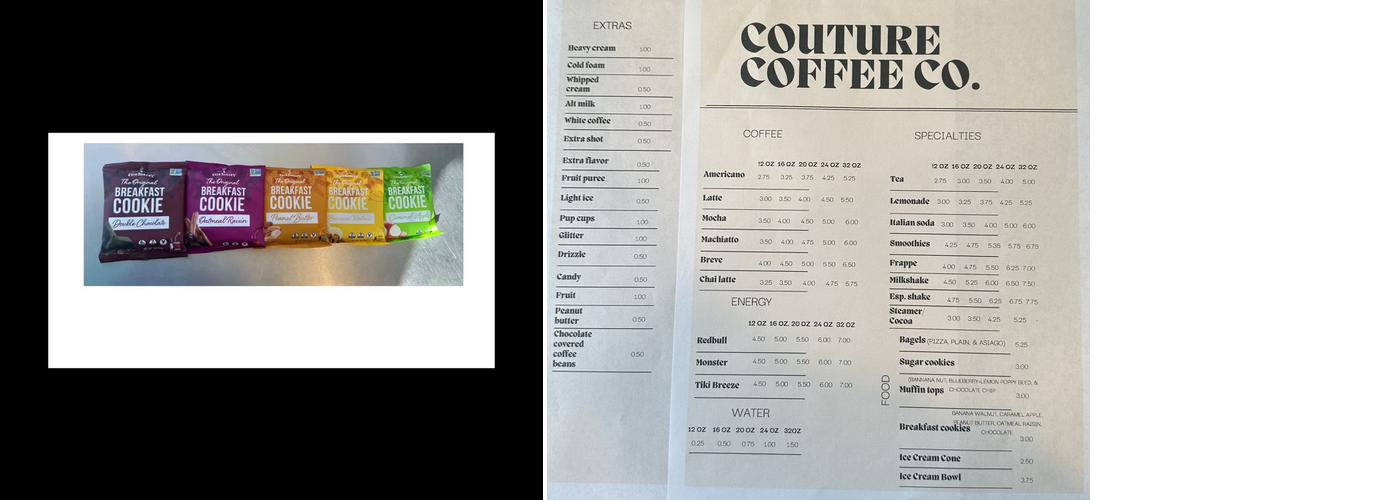 The Original
BREAKFAST
COOKIE
Double Chocolate
The Original
BREAKFAST
COOKIE
Oatmeal Raisin
The Original
BREAKFAST
COOKIE
Peanut Butter
The Original
BREAKFAST
COOKIE
The Original
BREAKFAST
COOKIE
Caramel Apple
EXTRAS
Heavy cream 1.00
Cold foam 1.00
Whipped
cream 0.50
Alt milk 1.00
White coffee 0.50
Extra shot 0.50
Extra flavor 0.50
Fruit puree 1.00
Light ice 0.50
Pup cups 1.00
Glitter 1.00
Drizzle 0.50
Candy 0.50
Fruit 1.00
Peanut
butter 0.50
Chocolate
covered
coffee 0.50
beans
COUTURE
COFFEE CO.
COFFEE
12 OZ 16 OZ 20 OZ 24 OZ 32 OZ
Americano 2.75 3.25 3.75 4.25 5.25
Latte 3.00 3.50 4.00 4.50 5.50
Mocha 3.50 4.00 4.50 5.00 6.00
Machiatto 3.50 4.00 4.75 5.00 6.00
Breve 4.00 4.50 5.00 5.50 6.50
Chai latte 3.25 3.50 4.00 4.75 5.75
ENERGY
12 OZ 16 OZ. 20 OZ 24 OZ 32 OZ
Redbull 4.50 5.00 5.50 6.00 7.00
Monster 4.50 5.00 5.50 6.00 7.00
Tiki Breeze 4.50 5.00 5.50 6.00 7.00
WATER
12 OZ 16 OZ 20 OZ 24 OZ 32OZ
0.25 0.50 0.75 1.00 1.50
SPECIALTIES
12 OZ 16 OZ 20 OZ 24 OZ 32 OZ
Tea 2.75 3.00 3.50 4.00 5.00
Lemonade 3.00 3.25 3.75 4.25 5.25
Italian soda 3.00 3.50 4.00 5.00 6.00
Smoothies 4.25 4.75 5.35 5.75 6.75
Frappe 4.00 4.75 5.50 6.25 7.00
Milkshake 4.50 5.25 6.00 6.50 7.50
Esp. shake 4.75 5.50 6.25 6.75 7.75
Steamer/
Cocoa 3.00 3.50 4.25 5.25 -
FOOD
Bagels (PIZZA, PLAIN, & ASIAGO) 5.25
Sugar cookies 3.00
(BANNANA NUT, BLUEBERRY-LEMON POPPY SEED, &
Muffin tops CHOCOLATE CHIP 3.00
BANANA WALNUT, CARAMEL APPLE,
PEANUT BUTTER, OATMEAL RAISIN,
Breakfast cookies CHOCOLATE 3.00
Ice Cream Cone 2.50
Ice Cream Bowl 3.75